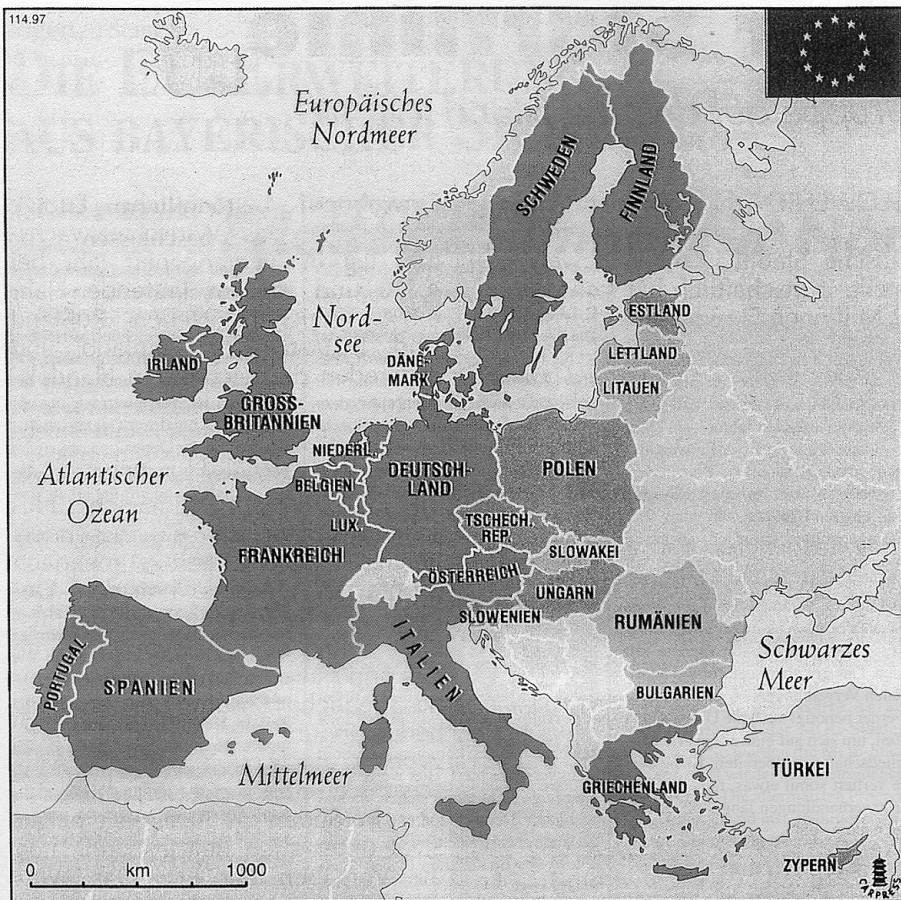 114.97
Europäisches
Nordmeer
SCHWEDEN
FINNLAND
Nord-
see
ESTLAND
LETTLAND
LITAUEN
IRLAND
GROSS
BRITANNIEN
DÄNE-
MARK
NIEDERL.
BELGIEN
LUX.
DEUTSCH-
LAND
POLEN
Atlantischer
Ozean
FRANKREICH
TSCHECH.
REP.
SLOWAKEI
ÖSTERREICH
UNGARN
SLOWENIEN
RUMÄNIEN
ITALIEN
Schwarzes
Meer
PORTUGAL
SPANIEN
BULGARIEN
Mittelmeer
GRIECHENLAND
TÜRKEI
ZYPERN
0 km 1000
CARPRESS